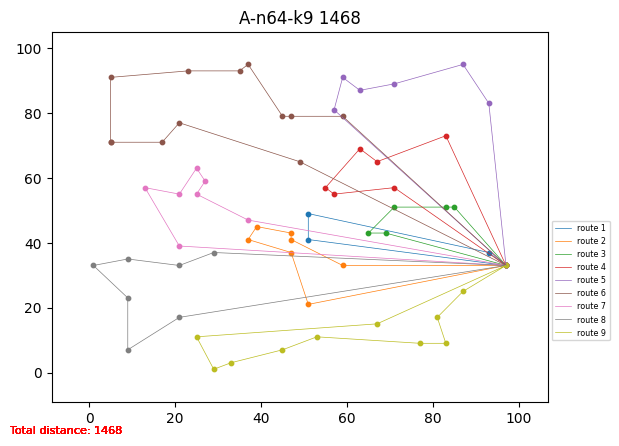 A-n64-k9 1468
100
80
60
40
20
0
0 20 40 60 80 100
route 1
route 2
route 3
route 4
route 5
route 6
route 7
route 8
route 9
Total distance: 1468